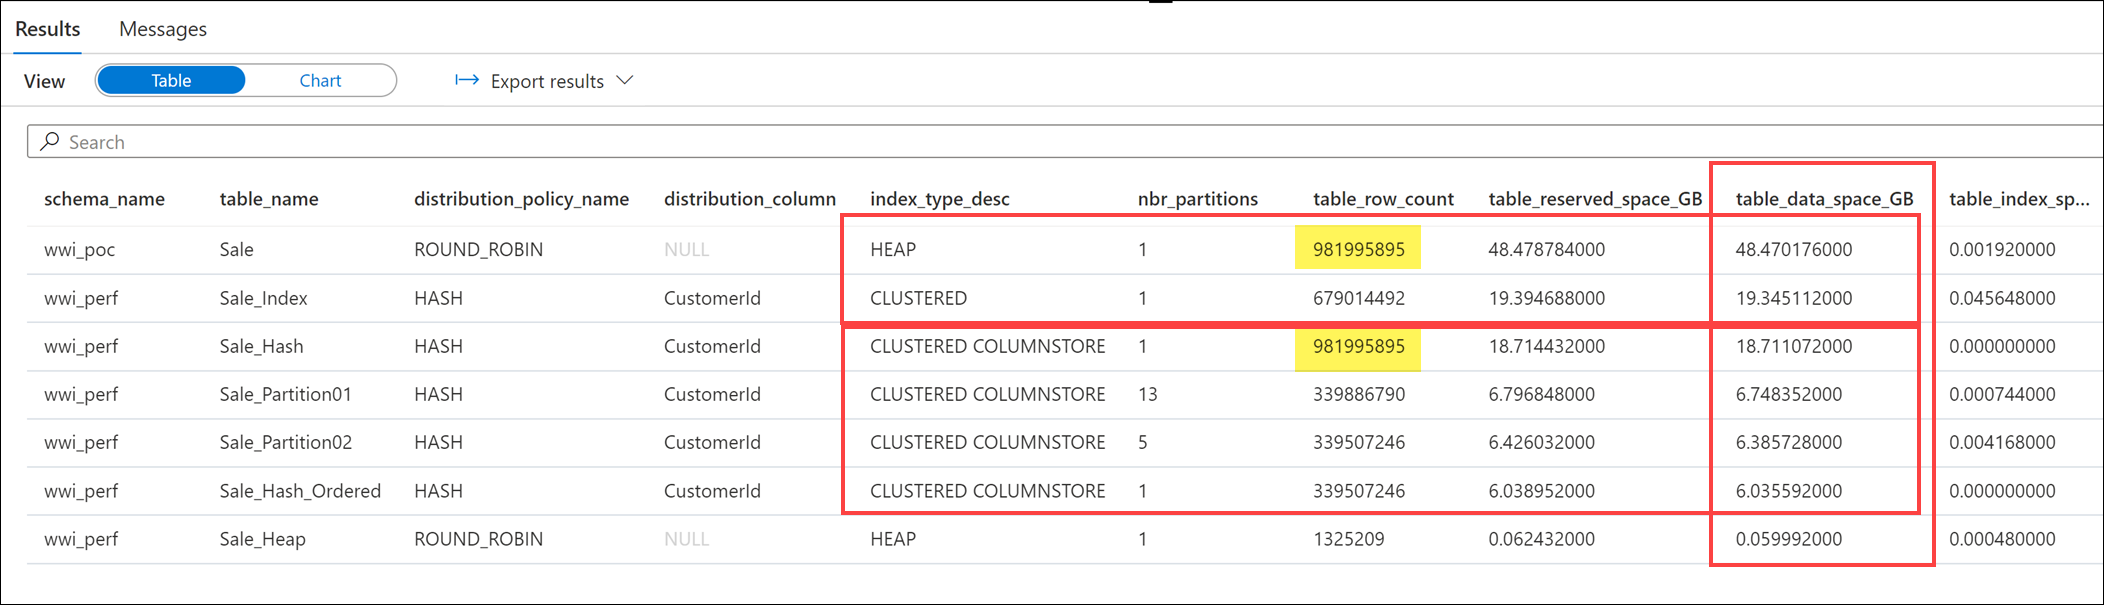 Results Messages
View Table Chart Export results
Search
schema_name table_name distribution_policy_name distribution_column index_type_desc nbr_partitions table_row_count table_reserved_space_GB table_data_space_GB table_index_sp...
wwi_poc Sale ROUND_ROBIN NULL HEAP 1 981995895 48.478784000 48.470176000 0.001920000
wwi_perf Sale_Index HASH CustomerId CLUSTERED 1 679014492 19.394688000 19.345112000 0.045648000
wwi_perf Sale_Hash HASH CustomerId CLUSTERED COLUMNSTORE 1 981995895 18.714432000 18.711072000 0.000000000
wwi_perf Sale_Partition01 HASH CustomerId CLUSTERED COLUMNSTORE 13 339886790 6.796848000 6.748352000 0.000744000
wwi_perf Sale_Partition02 HASH CustomerId CLUSTERED COLUMNSTORE 5 339507246 6.426032000 6.385728000 0.004168000
wwi_perf Sale_Hash_Ordered HASH CustomerId CLUSTERED COLUMNSTORE 1 339507246 6.038952000 6.035592000 0.000000000
wwi_perf Sale_Heap ROUND_ROBIN NULL HEAP 1 1325209 0.062432000 0.059992000 0.000480000